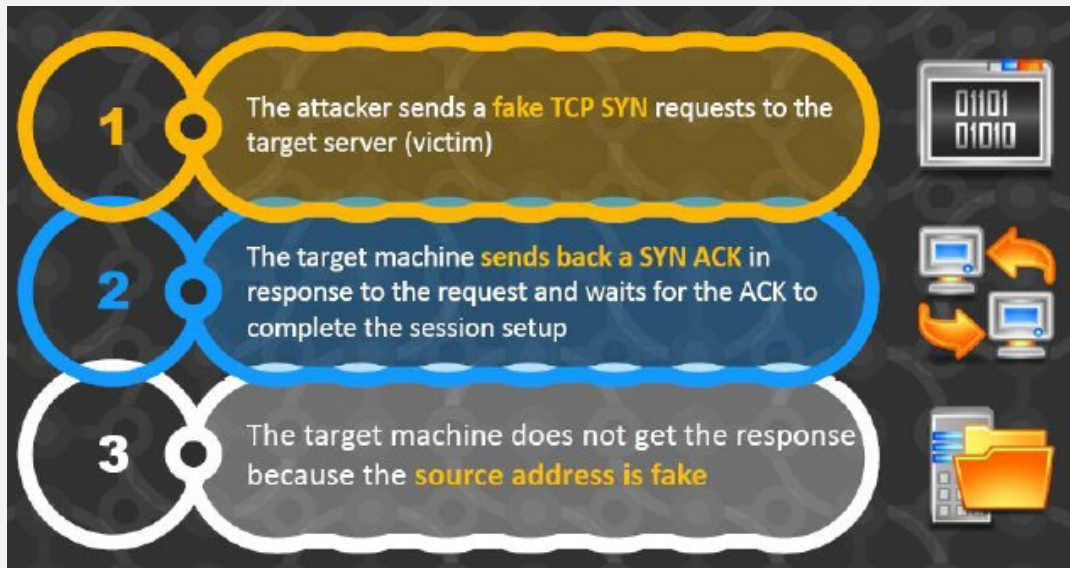 1
The attacker sends a fake TCP SYN requests to the
target server (victim)
01101
01010
2
The target machine sends back a SYN ACK in
response to the request and waits for the ACK to
complete the session setup
3
The target machine does not get the response
because the source address is fake